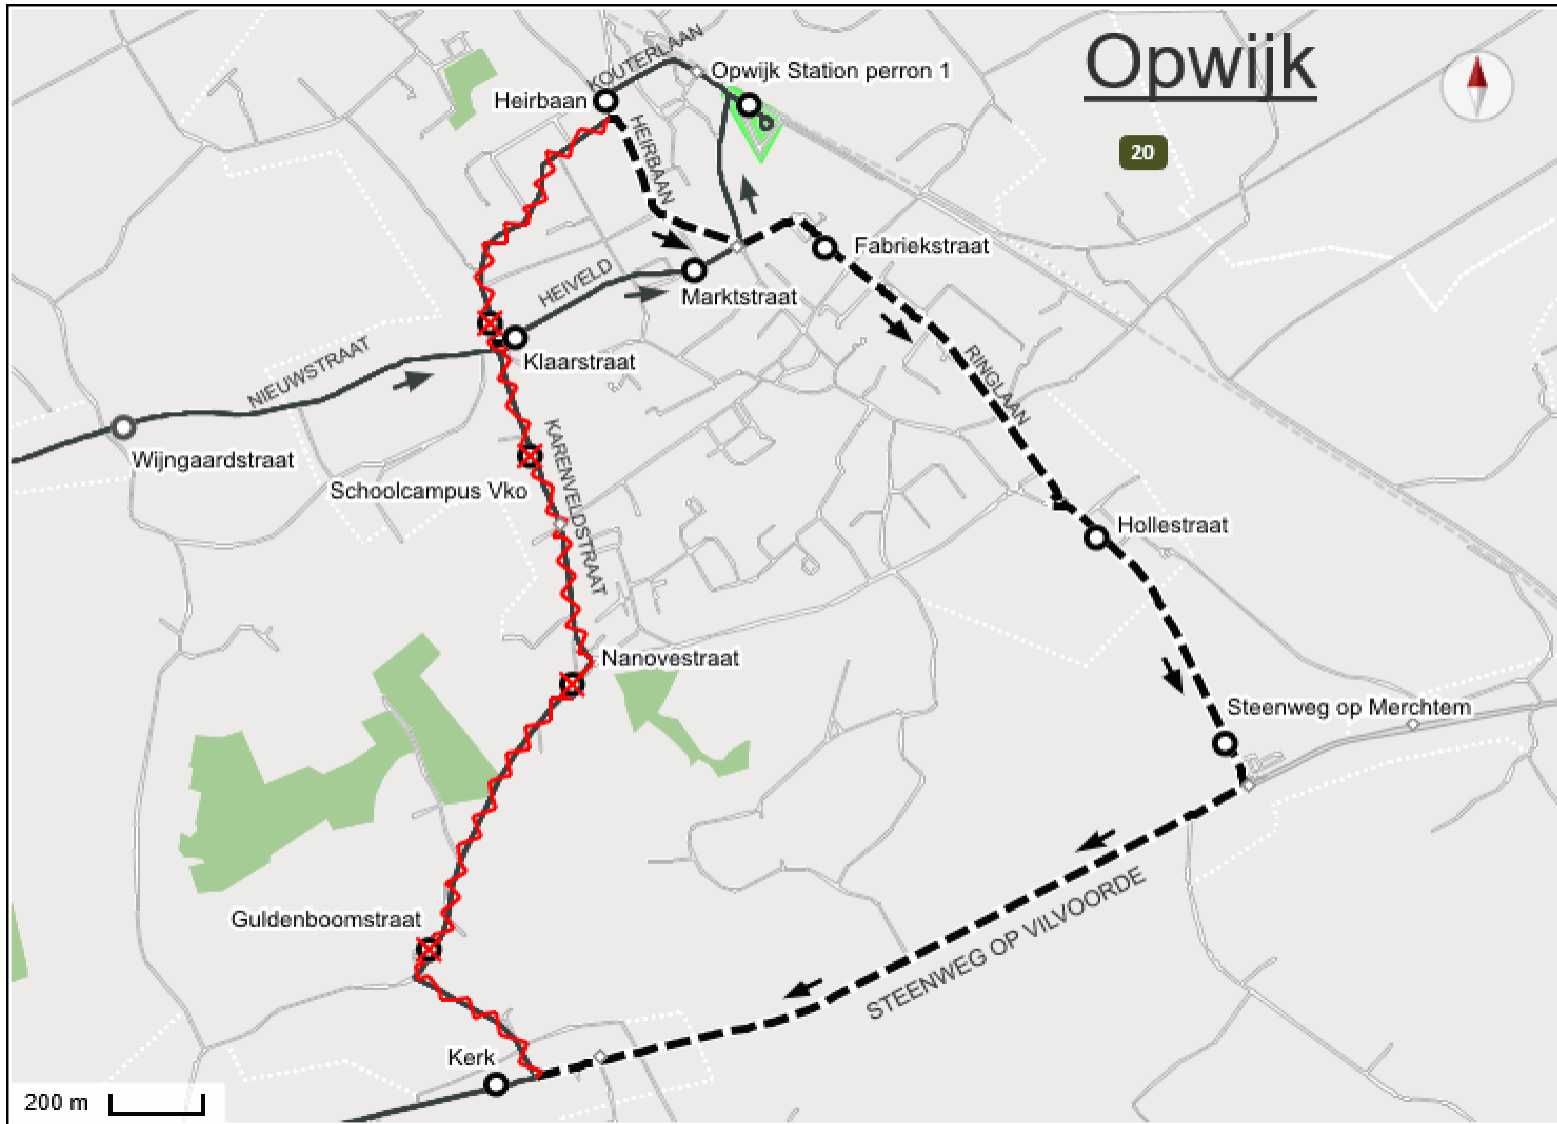 Opwijk
KOUTERLAAN
Opwijk Station perron 1
Heirbaan
HEIRBAAN
20
Fabriekstraat
HEIVELD
Marktstraat
NIEUWSTRAAT
Klaarstraat
RINGLAAN
Wijngaardstraat
KARENVELDSTRAAT
Schoolcampus Vko
Hollestraat
Nanovestraat
Steenweg op Merchtem
Guldenboomstraat
STEENWEG OP VILVOORDE
Kerk
200 m